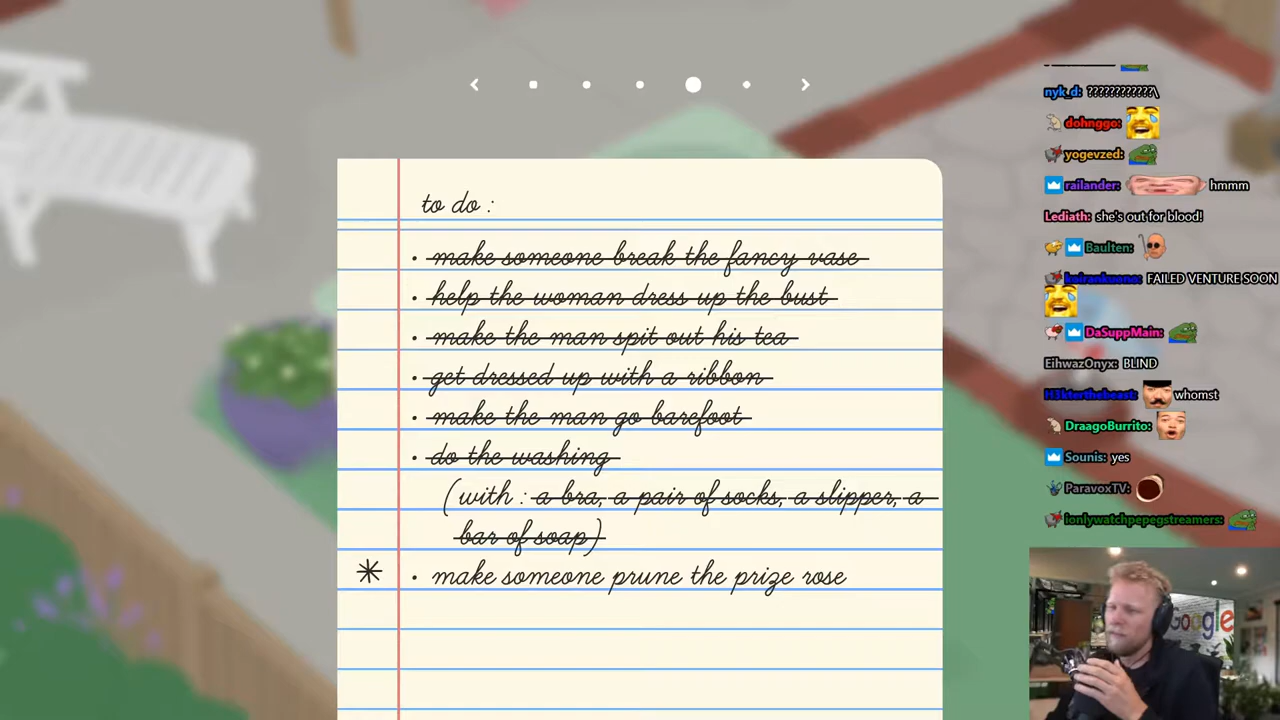 to do :
• make someone break the fancy vase
• help the woman dress up the bust
• make the man spit out his tea
• get dressed up with a ribbon
• make the man go barefoot
• do the washing
(with : a bra, a pair of socks, a slipper, a
bar of soap)
• make someone prune the prize rose
nyk_d: ????????????\
dohnggo:
yogevzed:
railander: hmmm
Lediath: she's out for blood!
Baulten:
koirankuono: FAILED VENTURE SOON
DaSuppMain:
EihwazOnyx: BLIND
H3kterthebeast: whomst
DraagoBurrito:
Sounis: yes
ParavoxTV:
ionlywatchpepegstreamers:
Google